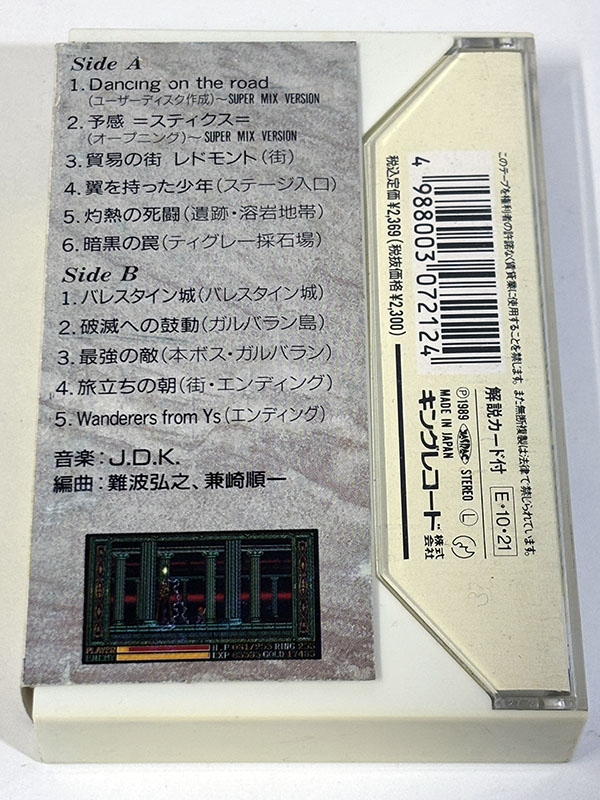 Side A
1. Dancing on the road
(ユーザーディスク作成)～SUPER MIX VERSION
2. 予感 =スティクス=
(オープニング)～SUPER MIX VERSION
3. 貿易の街 レドモント(街)
4. 翼を持った少年(ステージ入口)
5. 灼熱の死闘(遺跡・溶岩地帯)
6. 暗黒の罠(ティグレー採石場)
Side B
1. バレスタイン城(バレスタイン城)
2. 破滅への鼓動(ガルバラン島)
3. 最強の敵(本ボス・ガルバラン)
4. 旅立ちの朝(街・エンディング)
5. Wanderers from Ys(エンディング)
音楽：J.D.K.
編曲：難波弘之、兼崎順一
PLAYER
ENEMY
H.P 031/255 RING 255
EXP 65535 GOLD 17485
このテープを権利者の許諾なく賃貸業に使用することを禁じます。また無断複製は法律で禁じられています。
4 988003 072124
税込定価¥2,369(税抜価格¥2,300)
解説カード付 E・10・21
Ⓟ1989 STEREO Ⓛ
MADE IN JAPAN
キングレコード株式会社